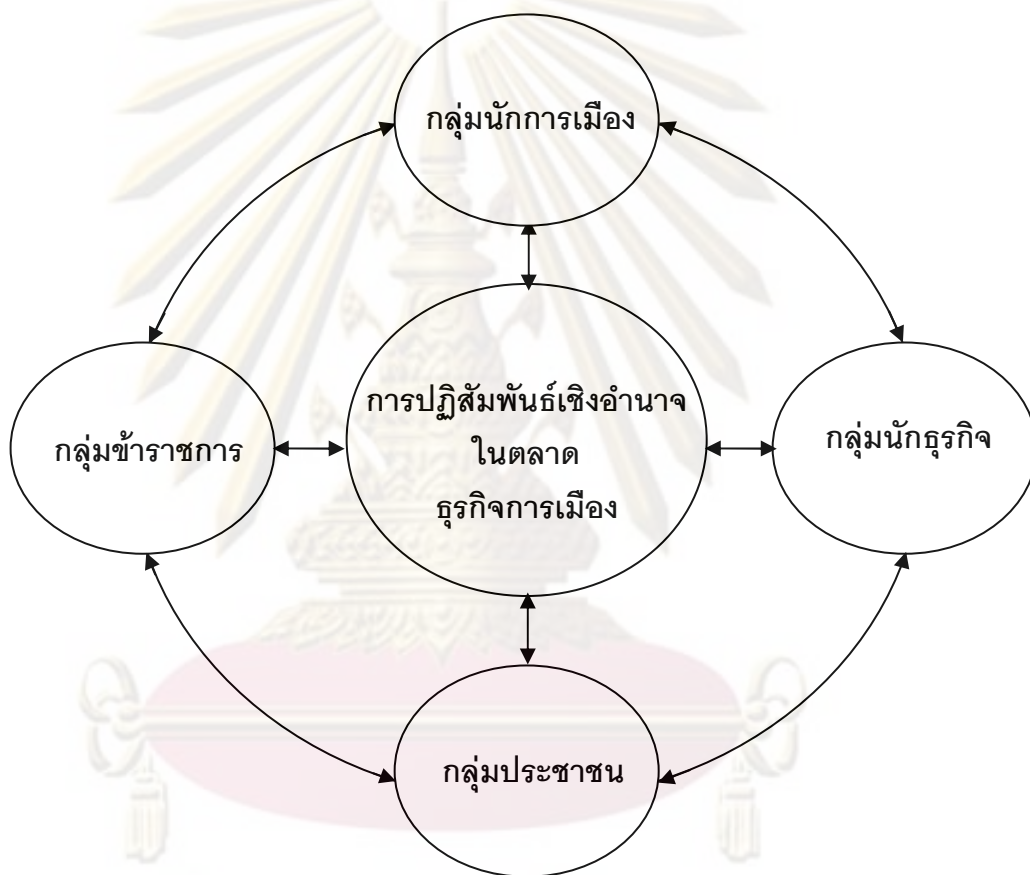 กลุ่มนักการเมือง
การปฏิสัมพันธ์เชิงอำนาจ
ในตลาด
ธุรกิจการเมือง
กลุ่มข้าราชการ
กลุ่มนักธุรกิจ
กลุ่มประชาชน